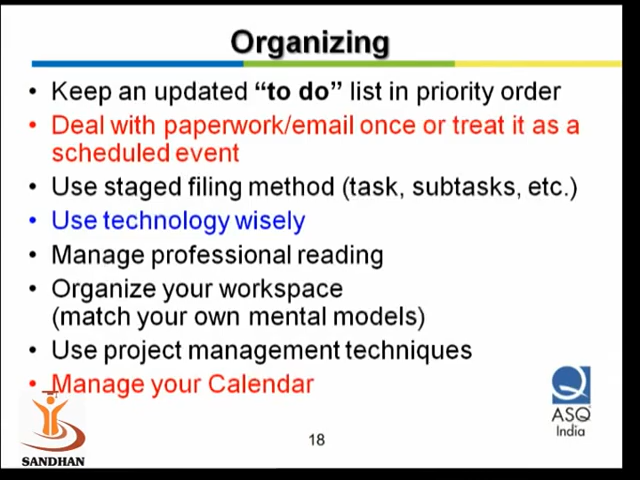 Organizing
• Keep an updated “to do” list in priority order
• Deal with paperwork/email once or treat it as a
scheduled event
• Use staged filing method (task, subtasks, etc.)
• Use technology wisely
• Manage professional reading
• Organize your workspace
(match your own mental models)
• Use project management techniques
• Manage your Calendar
SANDHAN
18
ASQ
India